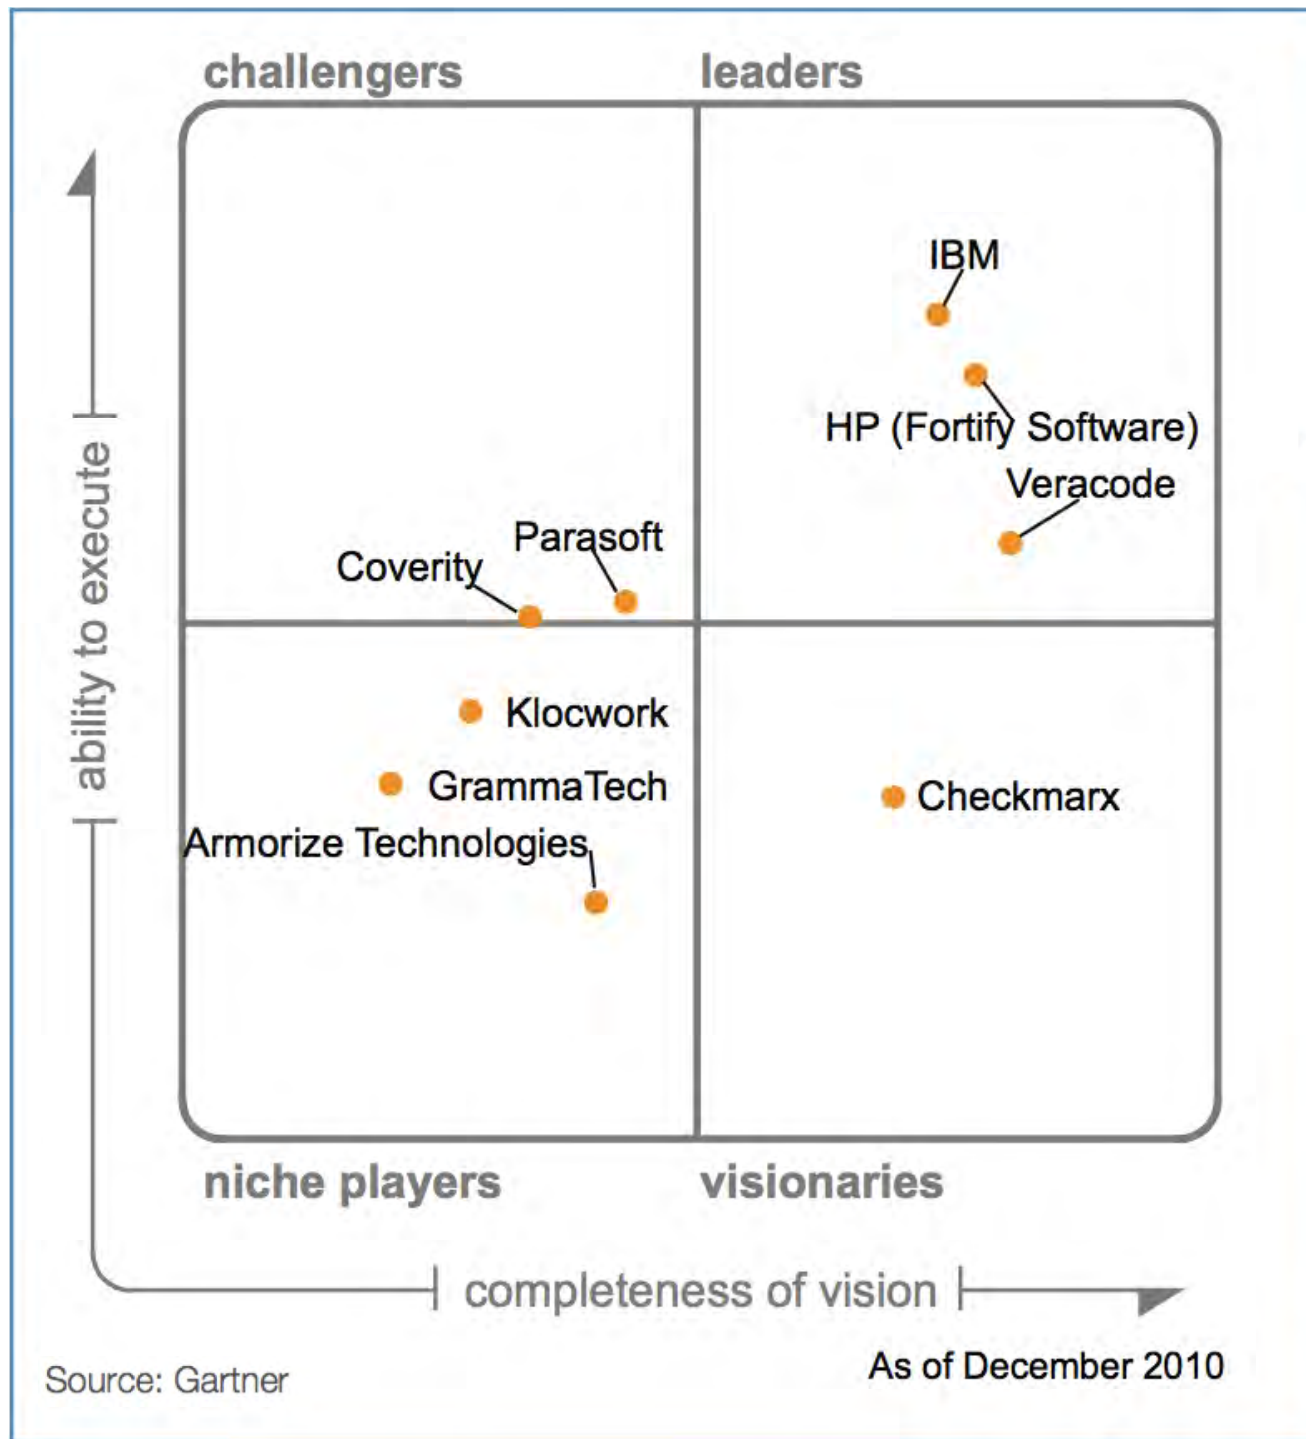 challengers
leaders
IBM
HP (Fortify Software)
Veracode
Parasoft
Coverity
Klocwork
GrammaTech
Checkmarx
Armorize Technologies
ability to execute
niche players
visionaries
completeness of vision
As of December 2010
Source: Gartner